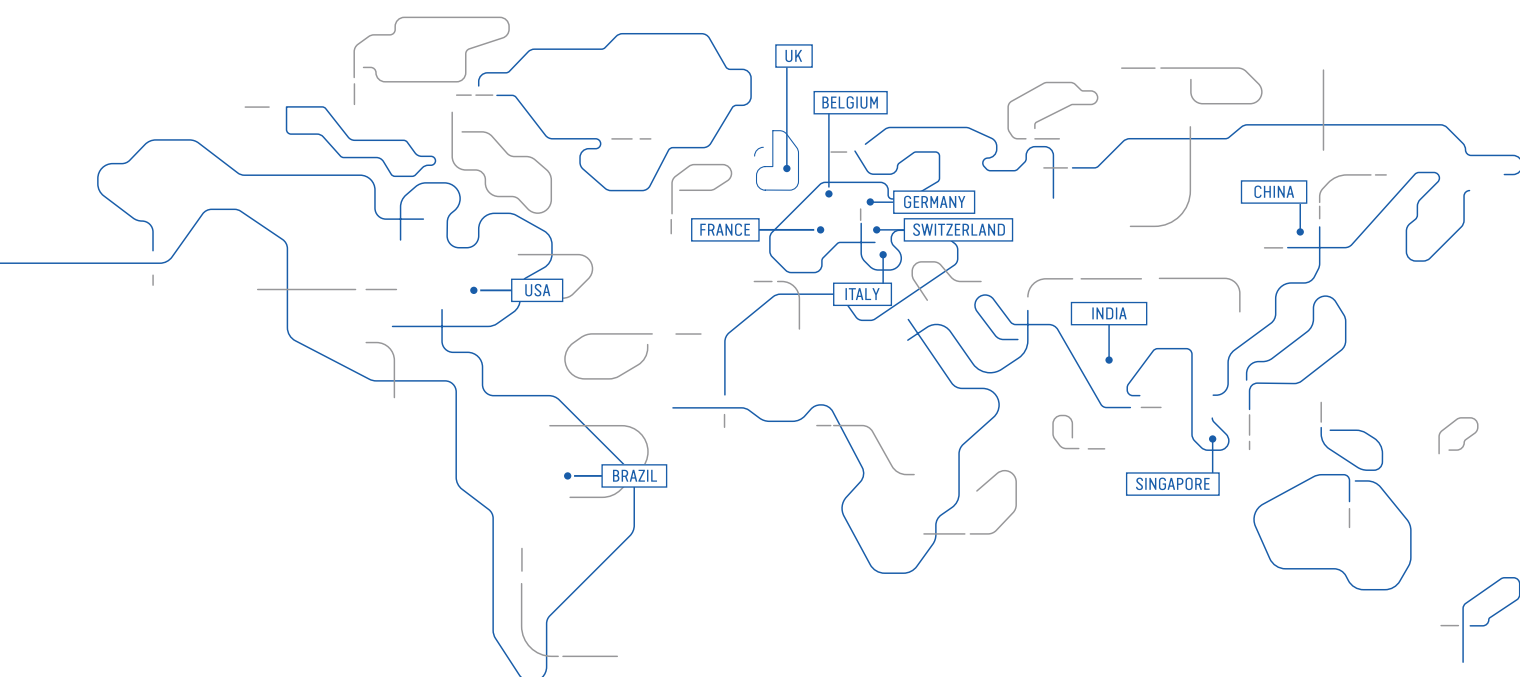 UK
BELGIUM
CHINA
GERMANY
FRANCE
SWITZERLAND
USA
ITALY
INDIA
BRAZIL
SINGAPORE